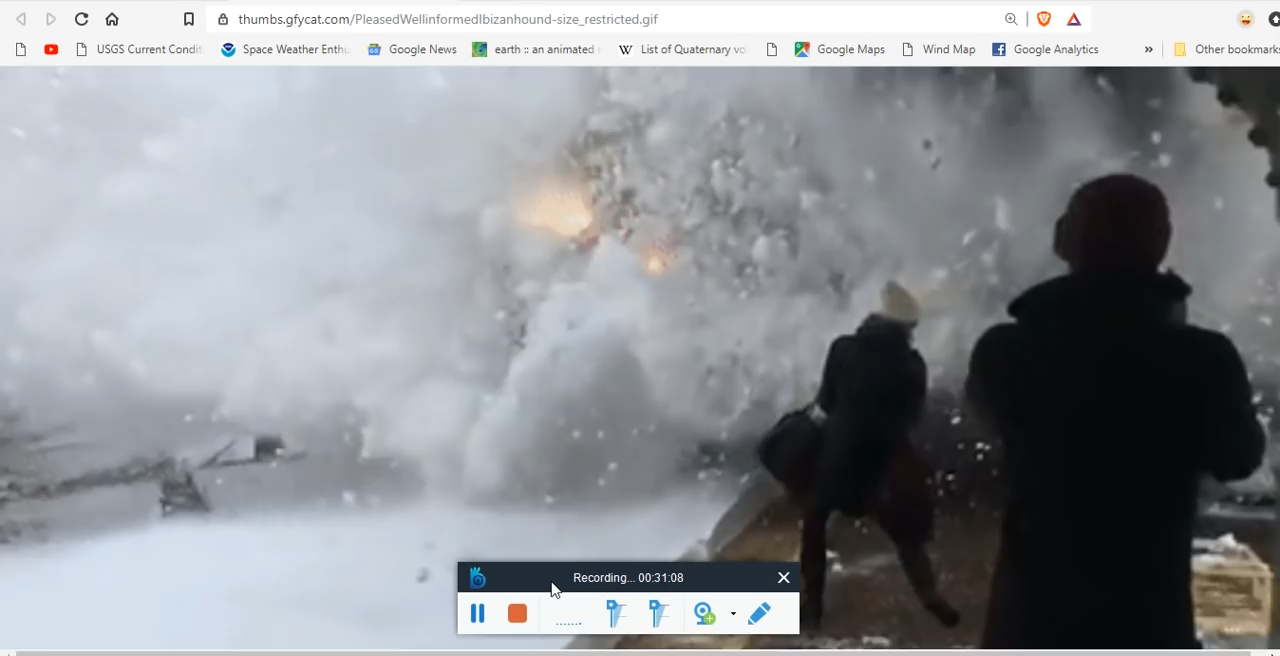 thumbs.gfycat.com/PleasedWellinformedIbizanhound-size_restricted.gif
USGS Current Condit
Space Weather Enthu
Google News
earth :: an animated
List of Quaternary vo
Google Maps
Wind Map
Google Analytics
»
Other bookmarks
Recording... 00:31:08